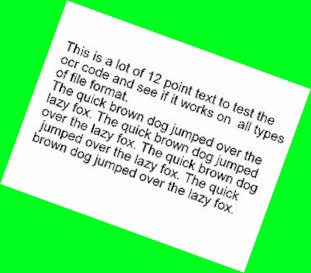 This is a lot of 12 point text to test the
ocr code and see if it works on all types
of file format.
The quick brown dog jumped over the
lazy fox. The quick brown dog jumped
over the lazy fox. The quick brown dog
jumped over the lazy fox. The quick
brown dog jumped over the lazy fox.